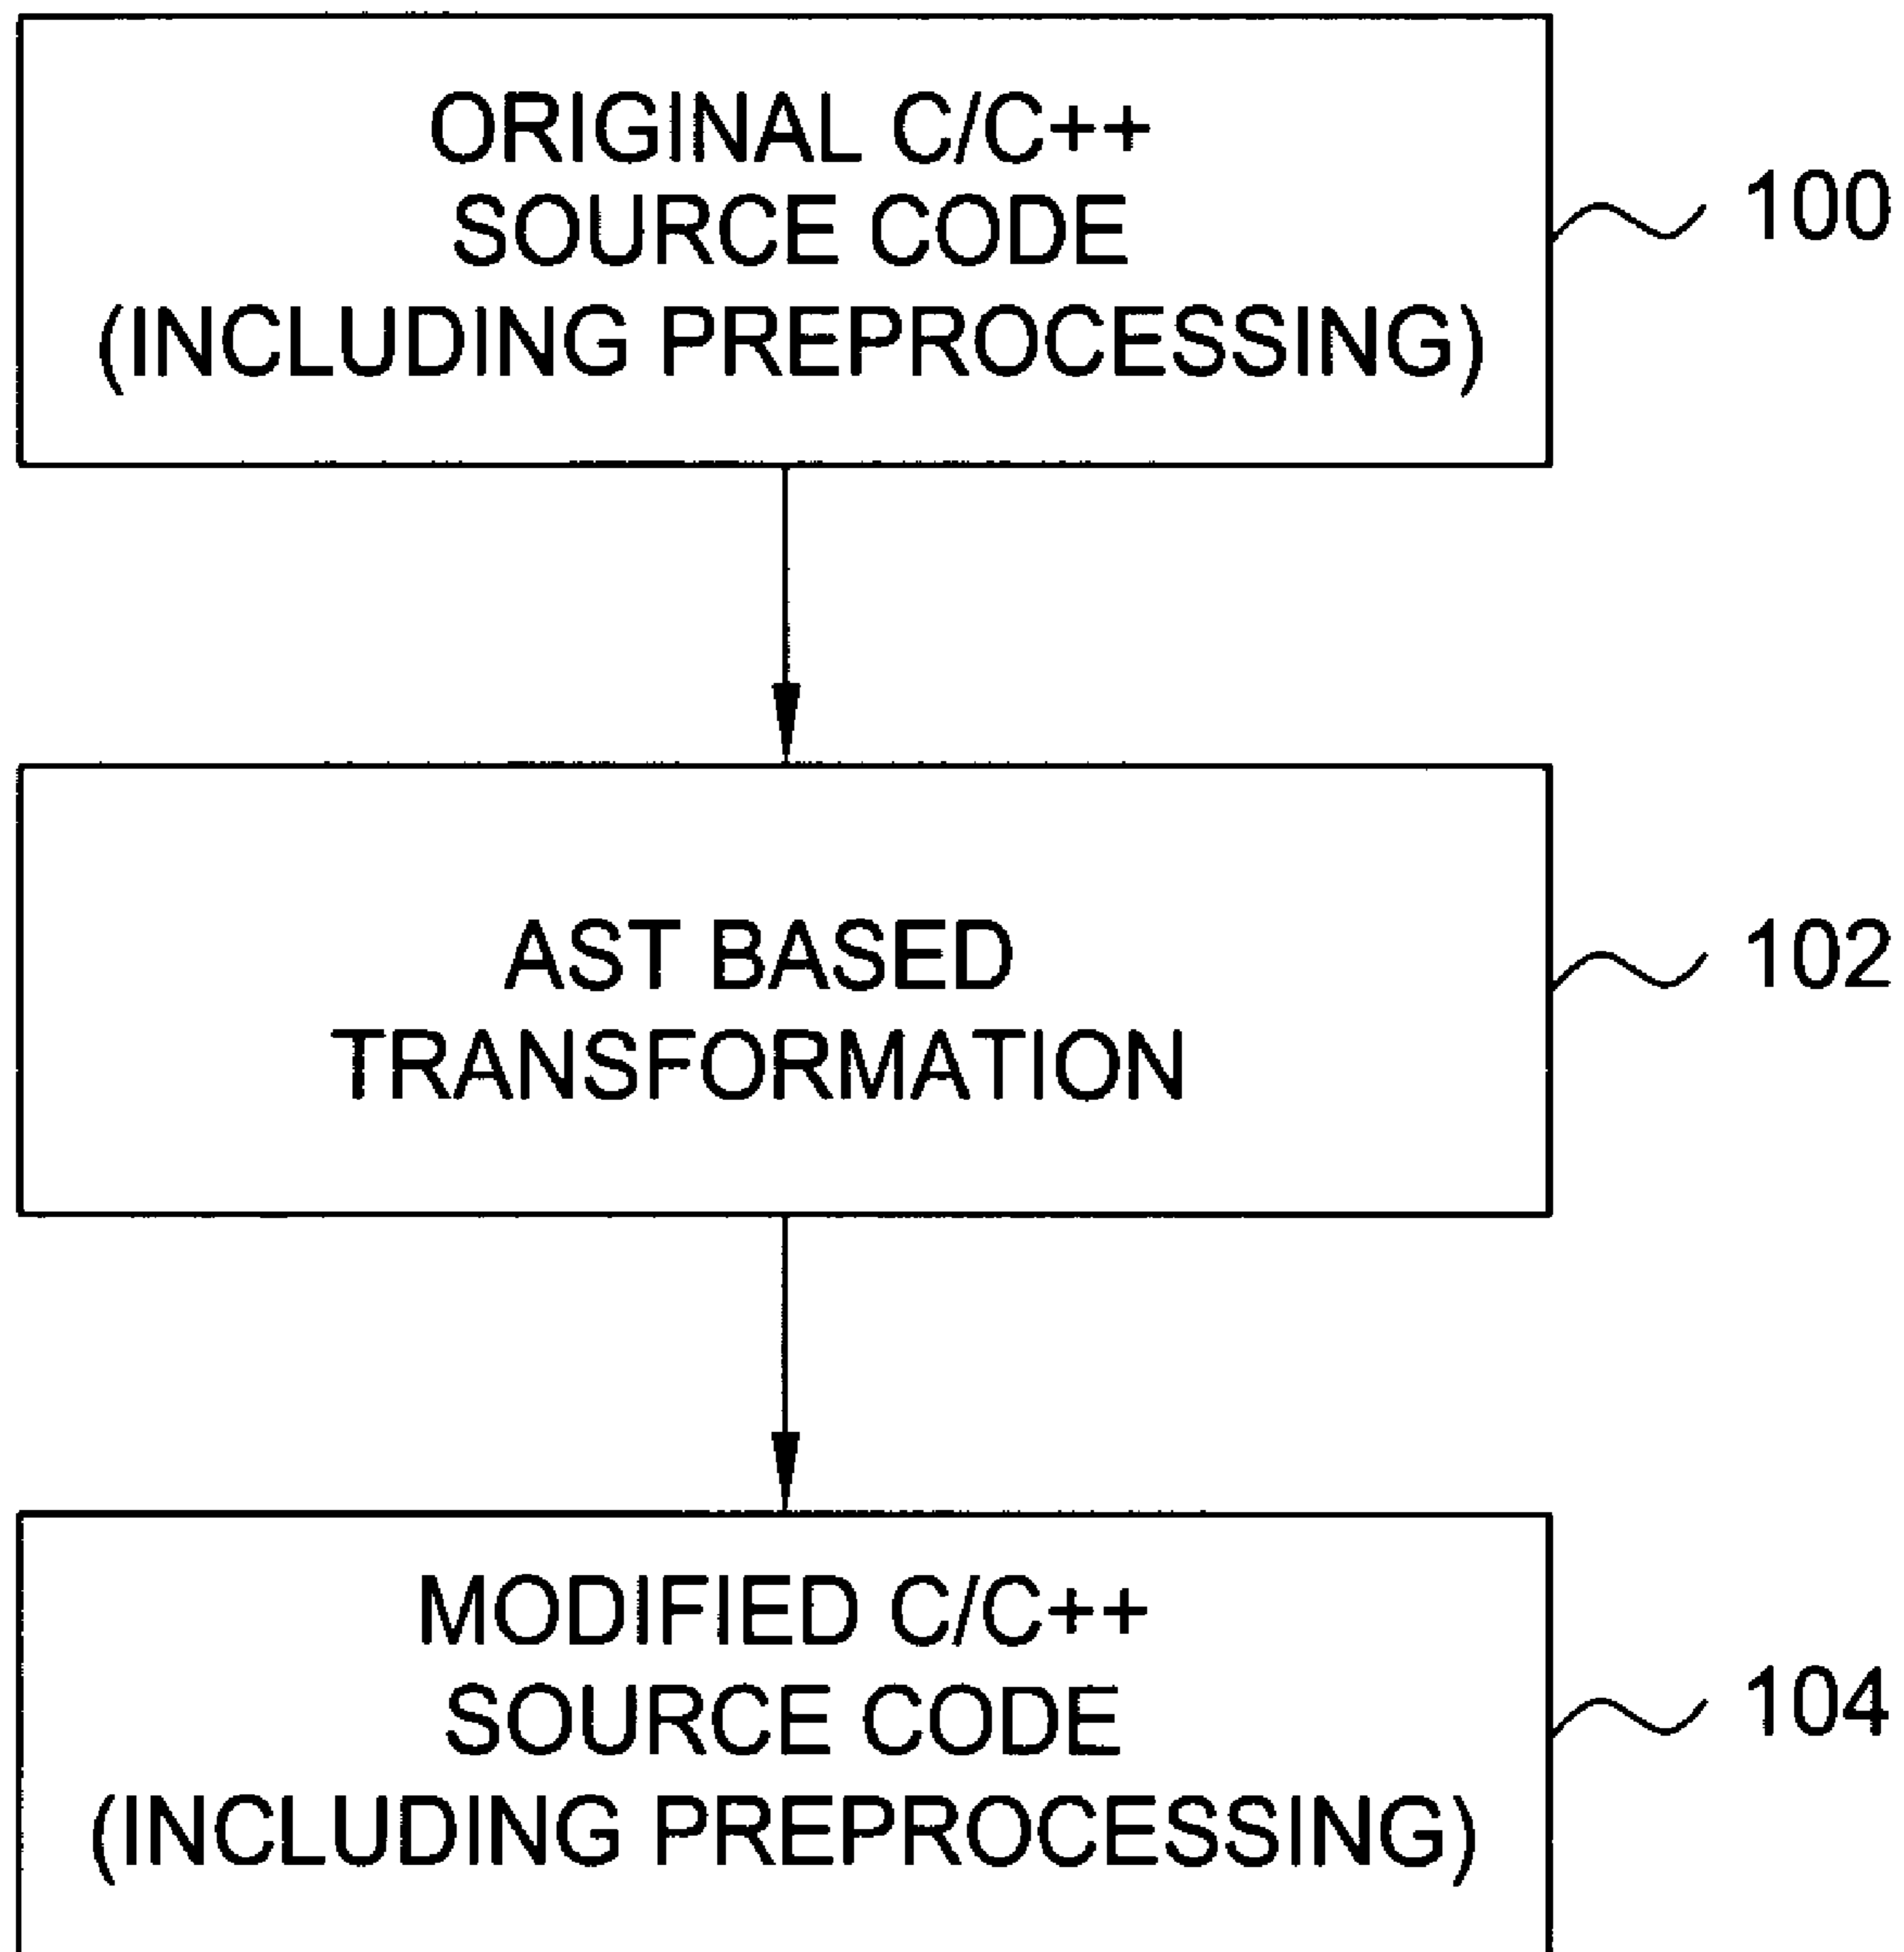 ORIGINAL C/C++
SOURCE CODE
(INCLUDING PREPROCESSING)
100
AST BASED
TRANSFORMATION
102
MODIFIED C/C++
SOURCE CODE
(INCLUDING PREPROCESSING)
104